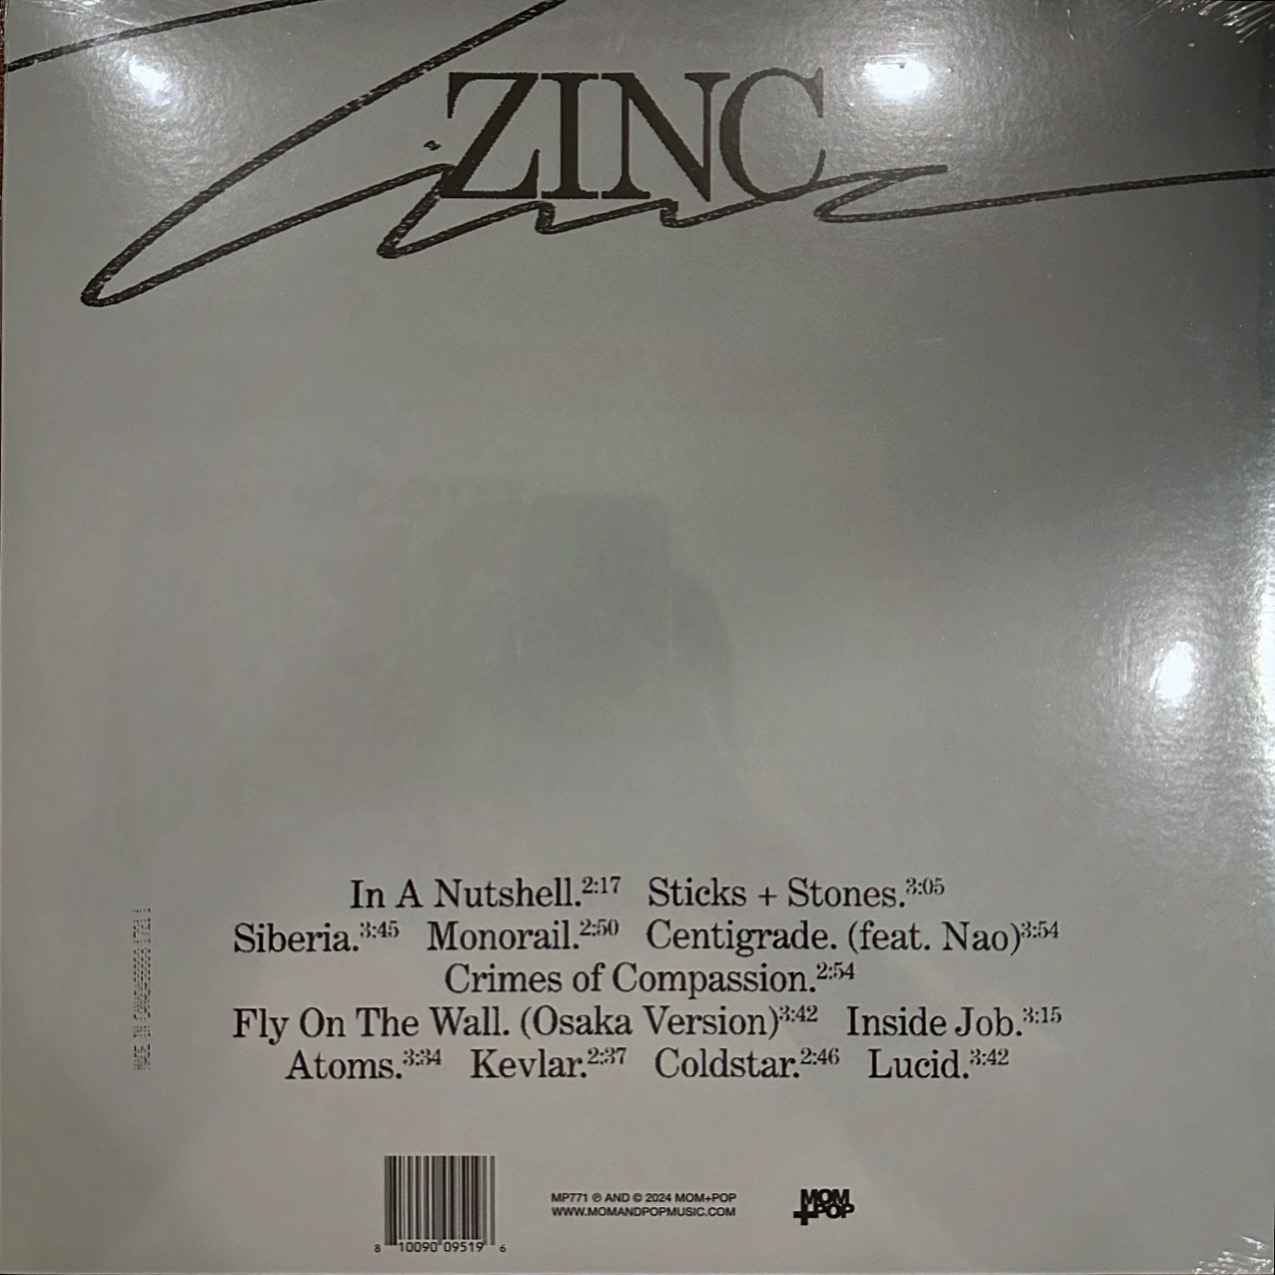 ZINC
Zinc
In A Nutshell.2:17 Sticks + Stones.3:05
Siberia.3:45 Monorail.2:50 Centigrade. (feat. Nao)3:54
Crimes of Compassion.2:54
Fly On The Wall. (Osaka Version)3:42 Inside Job.3:15
Atoms.3:34 Kevlar.2:37 Coldstar.2:46 Lucid.3:42
MP771 ℗ AND © 2024 MOM+POP
WWW.MOMANDPOPMUSIC.COM
MOM
+POP
8 10090 09519 6